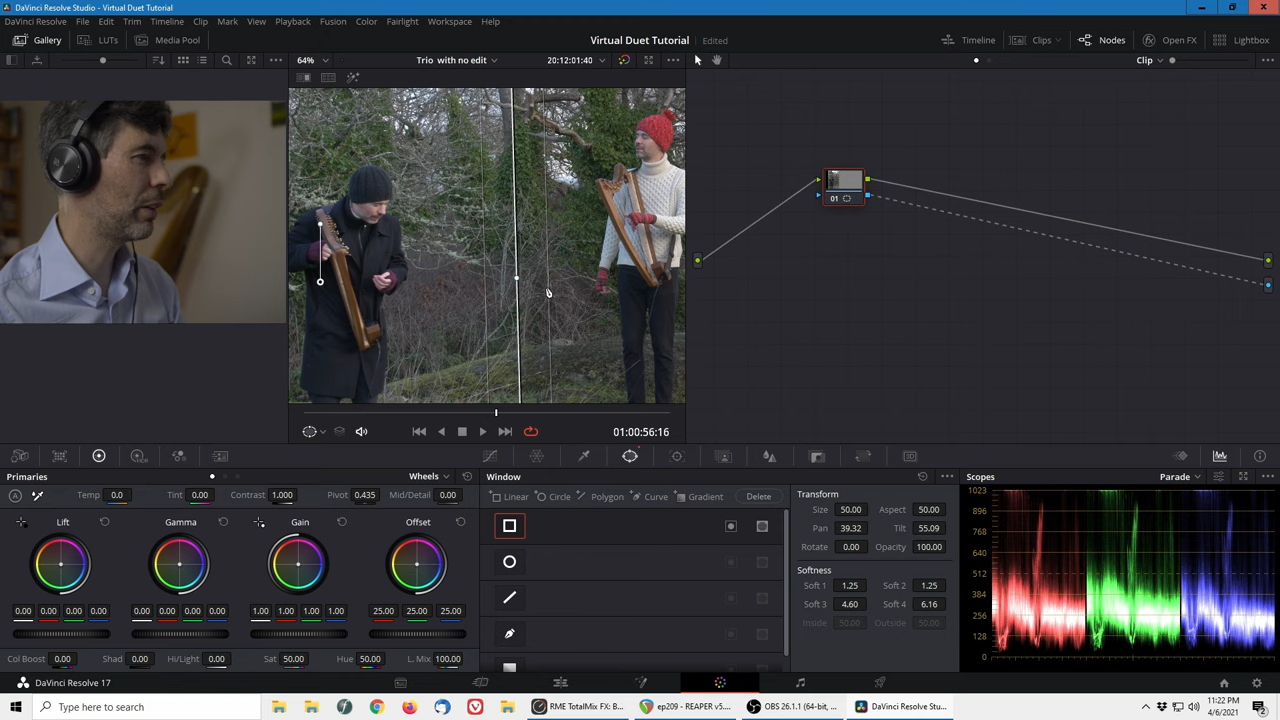 DaVinci Resolve Studio - Virtual Duet Tutorial
DaVinci Resolve File Edit Trim Timeline Clip Mark View Playback Fusion Color Fairlight Workspace Help
Gallery LUTs Media Pool Virtual Duet Tutorial Edited Timeline Clips Nodes Open FX Lightbox
64% Trio with no edit 20:12:01:40 Clip
01
01:00:56:16
Primaries Wheels Window Scopes Parade
A Temp 0.0 Tint 0.00 Contrast 1.000 Pivot 0.435 Mid/Detail 0.00
Linear Circle Polygon Curve Gradient Delete
Transform
Size 50.00 Aspect 50.00
Pan 39.32 Tilt 55.09
Rotate 0.00 Opacity 100.00
Softness
Soft 1 1.25 Soft 2 1.25
Soft 3 4.60 Soft 4 6.16
Inside 50.00 Outside 50.00
Lift Gamma Gain Offset
0.00 0.00 0.00 0.00 0.00 0.00 0.00 0.00 1.00 1.00 1.00 1.00 25.00 25.00 25.00
Col Boost 0.00 Shad 0.00 Hi/Light 0.00 Sat 50.00 Hue 50.00 L. Mix 100.00
1023
896
768
640
512
384
256
128
0
DaVinci Resolve 17
Type here to search
RME TotalMix FX: B...
ep209 - REAPER v5....
OBS 26.1.1 (64-bit, ...
DaVinci Resolve Stu...
11:22 PM
4/6/2021
2